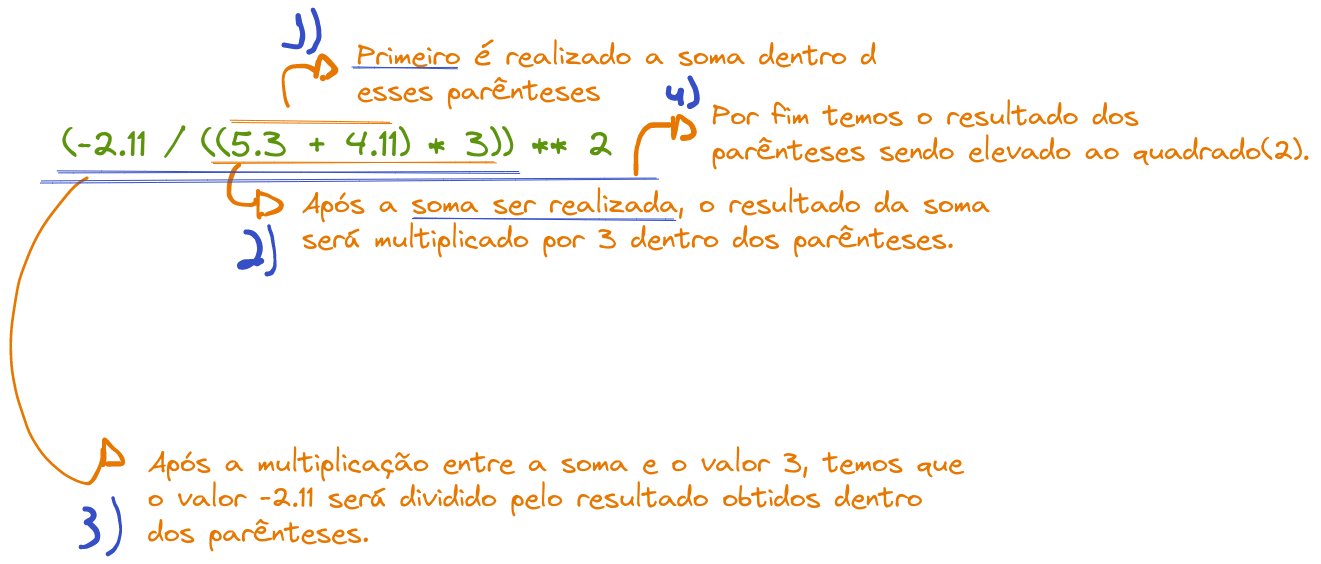 1)
Primeiro é realizado a soma dentro d
esses parênteses
4)
Por fim temos o resultado dos
parênteses sendo elevado ao quadrado(2).
(-2.11 / ((5.3 + 4.11) * 3)) ** 2
2)
Após a soma ser realizada, o resultado da soma
será multiplicado por 3 dentro dos parênteses.
3)
Após a multiplicação entre a soma e o valor 3, temos que
o valor -2.11 será dividido pelo resultado obtidos dentro
dos parênteses.